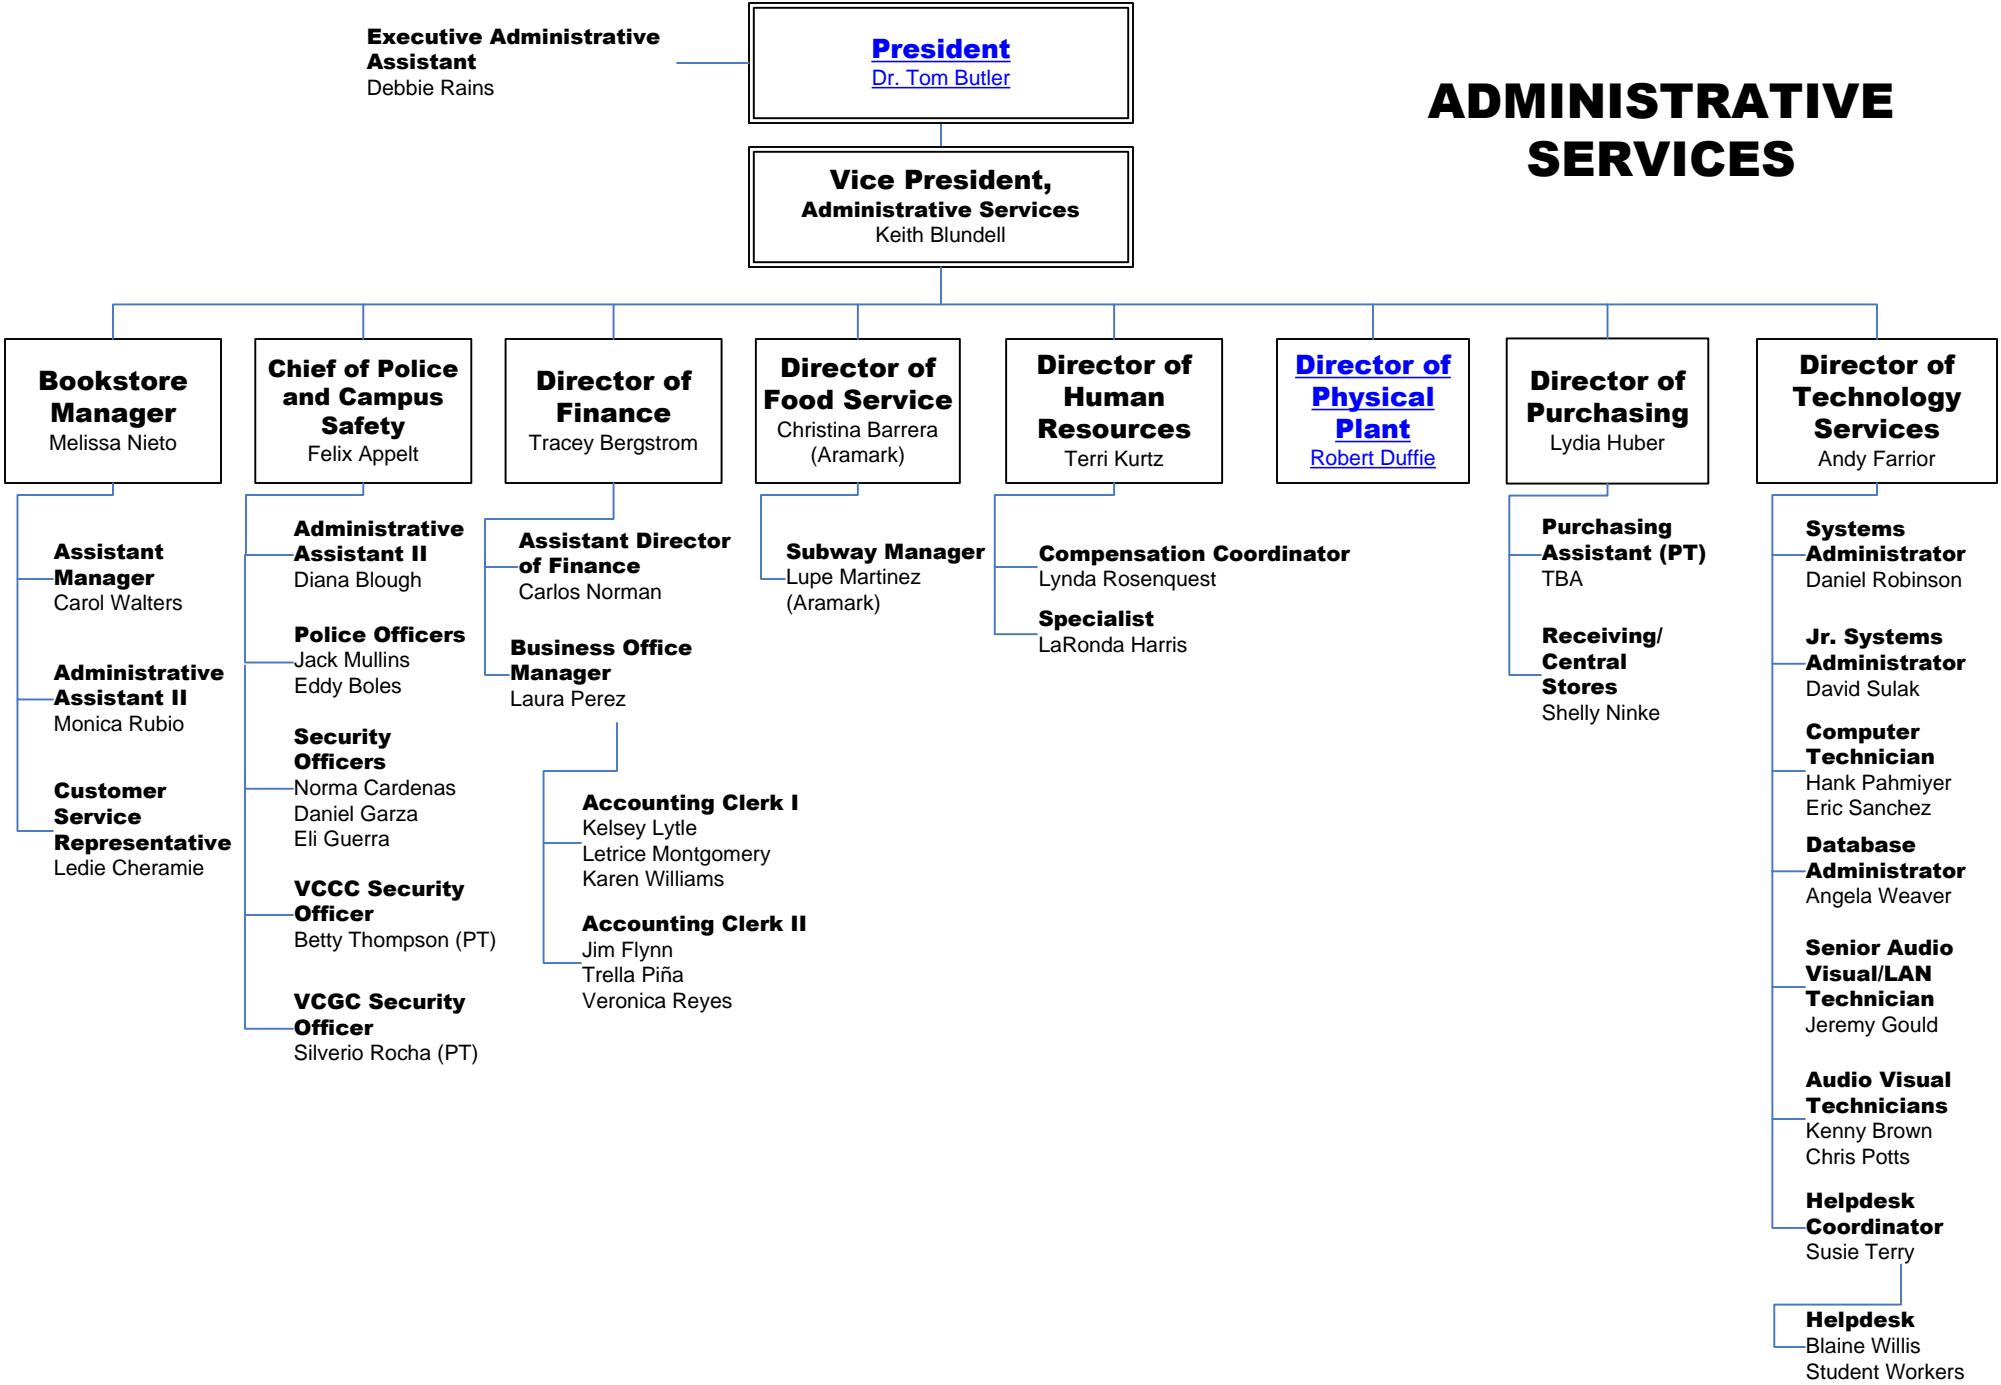 Executive Administrative
Assistant
Debbie Rains
President
Dr. Tom Butler
ADMINISTRATIVE
SERVICES
Vice President,
Administrative Services
Keith Blundell
Bookstore
Manager
Melissa Nieto
Assistant
Manager
Carol Walters
Administrative
Assistant II
Monica Rubio
Customer
Service
Representative
Ledie Cheramie
Chief of Police
and Campus
Safety
Felix Appelt
Administrative
Assistant II
Diana Blough
Police Officers
Jack Mullins
Eddy Boles
Security
Officers
Norma Cardenas
Daniel Garza
Eli Guerra
VCCC Security
Officer
Betty Thompson (PT)
VCGC Security
Officer
Silverio Rocha (PT)
Director of
Finance
Tracey Bergstrom
Assistant Director
of Finance
Carlos Norman
Business Office
Manager
Laura Perez
Accounting Clerk I
Kelsey Lytle
Letrice Montgomery
Karen Williams
Accounting Clerk II
Jim Flynn
Trella Piña
Veronica Reyes
Director of
Food Service
Christina Barrera
(Aramark)
Subway Manager
Lupe Martinez
(Aramark)
Director of
Human
Resources
Terri Kurtz
Compensation Coordinator
Lynda Rosenquest
Specialist
LaRonda Harris
Director of
Physical
Plant
Robert Duffie
Director of
Purchasing
Lydia Huber
Purchasing
Assistant (PT)
TBA
Receiving/
Central
Stores
Shelly Ninke
Director of
Technology
Services
Andy Farrior
Systems
Administrator
Daniel Robinson
Jr. Systems
Administrator
David Sulak
Computer
Technician
Hank Pahmiyer
Eric Sanchez
Database
Administrator
Angela Weaver
Senior Audio
Visual/LAN
Technician
Jeremy Gould
Audio Visual
Technicians
Kenny Brown
Chris Potts
Helpdesk
Coordinator
Susie Terry
Helpdesk
Blaine Willis
Student Workers